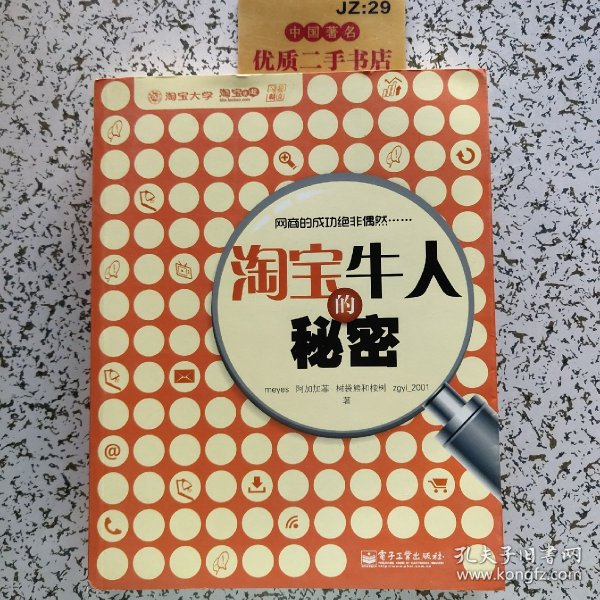 JZ:29
中国著名
优质二手书店
淘宝大学 淘宝网
网商的成功绝非偶然……
淘宝牛人
的
秘密
meyes 阿加加菲 树袋熊和桉树 zgyl_2001
著
@
电子工业出版社
孔夫子旧书网
www.kongfz.com